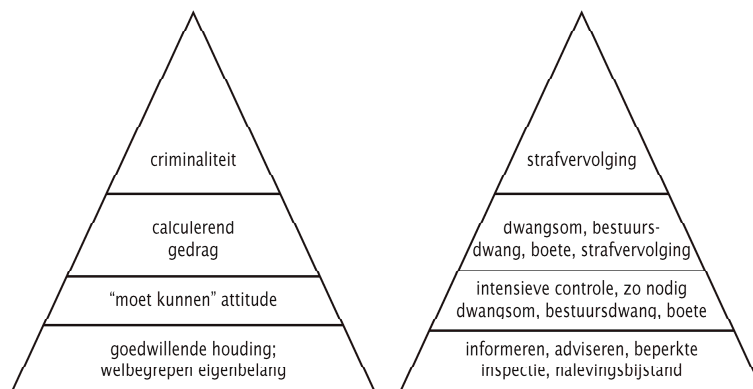 criminaliteit
calculerend
gedrag
“moet kunnen” attitude
goedwillende houding;
welbegrepen eigenbelang
strafvervolging
dwangsom, bestuurs-
dwang, boete, strafvervolging
intensieve controle, zo nodig
dwangsom, bestuursdwang, boete
informeren, adviseren, beperkte
inspectie, nalevingsbijstand